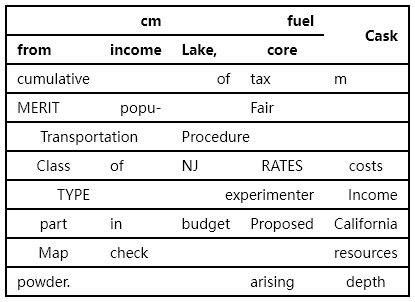 cm fuel Cask
from income Lake, core
cumulative of tax m
MERIT popu- Fair
Transportation Procedure
Class of NJ RATES costs
TYPE experimenter Income
part in budget Proposed California
Map check resources
powder. arising depth